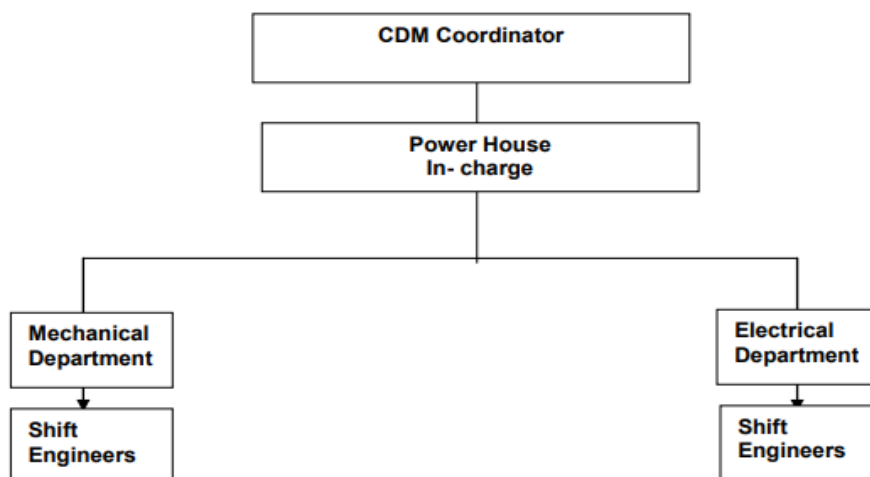 CDM Coordinator
Power House
In- charge
Mechanical
Department
Electrical
Department
Shift
Engineers
Shift
Engineers